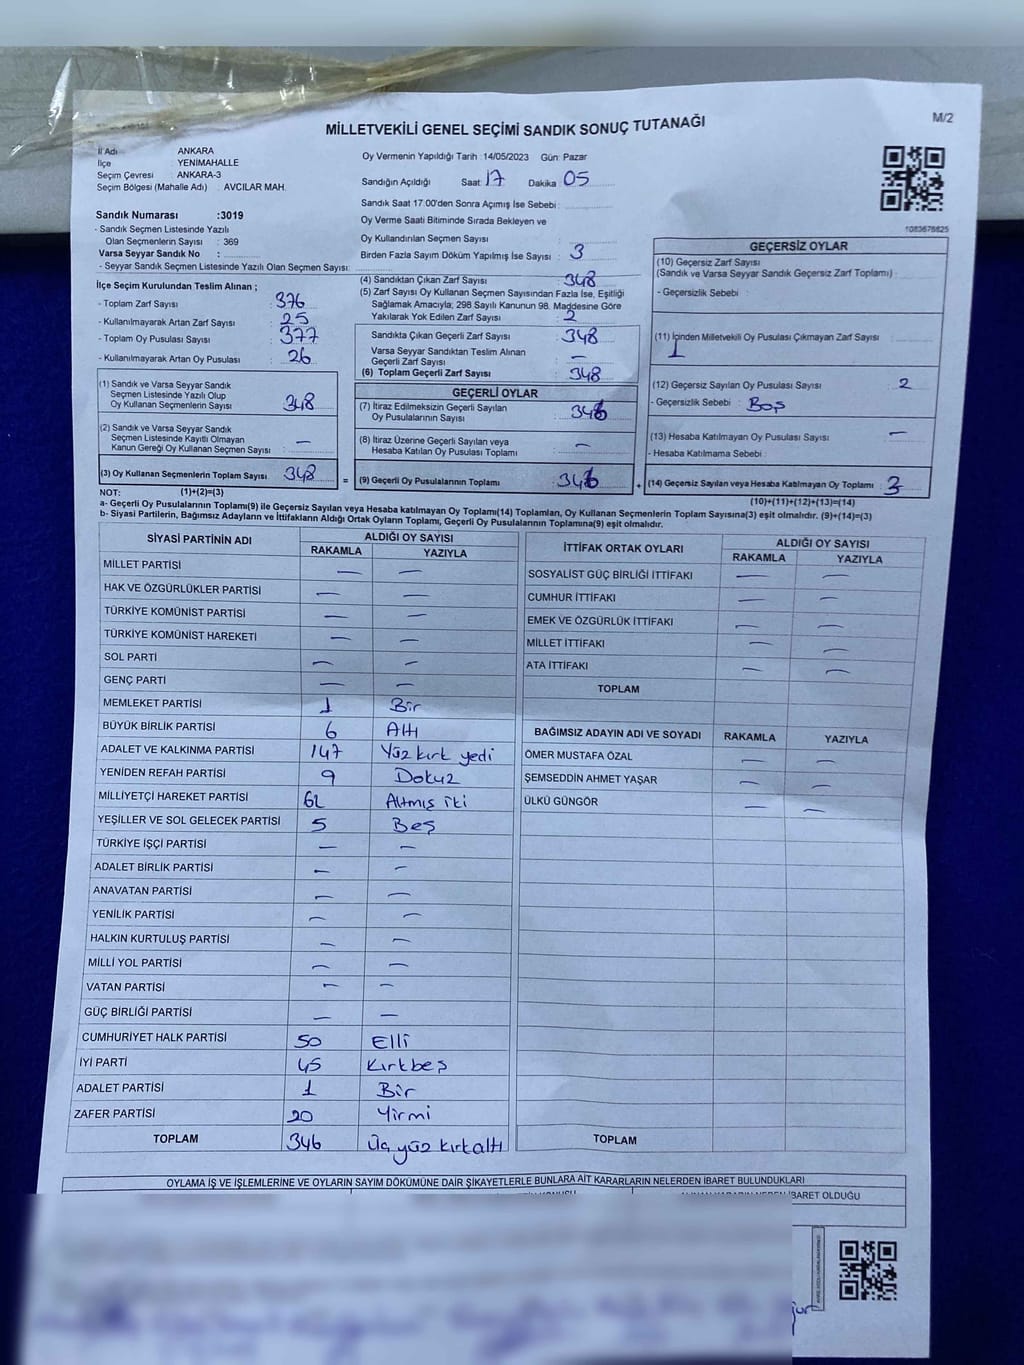 MİLLETVEKİLİ GENEL SEÇİMİ SANDIK SONUÇ TUTANAĞI
M/2
İl Adı : ANKARA
İlçe : YENİMAHALLE
Seçim Çevresi : ANKARA-3
Seçim Bölgesi (Mahalle Adı) : AVCILAR MAH.
Sandık Numarası :3019
- Sandık Seçmen Listesinde Yazılı
Olan Seçmenlerin Sayısı : 369
Varsa Seyyar Sandık No :
- Seyyar Sandık Seçmen Listesinde Yazılı Olan Seçmen Sayısı:
Oy Vermenin Yapıldığı Tarih :14/05/2023 Gün: Pazar
Sandığın Açıldığı Saat: 17 Dakika: 05
Sandık Saat 17.00'den Sonra Açımış İse Sebebi:
Oy Verme Saati Bitiminde Sırada Bekleyen ve
Oy Kullandırılan Seçmen Sayısı :
Birden Fazla Sayım Döküm Yapılmış İse Sayısı : 3
1083678625
İlçe Seçim Kurulundan Teslim Alınan ;
- Toplam Zarf Sayısı : 376
- Kullanılmayarak Artan Zarf Sayısı : 25
- Toplam Oy Pusulası Sayısı : 377
- Kullanılmayarak Artan Oy Pusulası : 26
(1) Sandık ve Varsa Seyyar Sandık
Seçmen Listesinde Yazılı Olup
Oy Kullanan Seçmenlerin Sayısı : 348
(2) Sandık ve Varsa Seyyar Sandık
Seçmen Listesinde Kayıtlı Olmayan
Kanun Gereği Oy Kullanan Seçmen Sayısı : —
(3) Oy Kullanan Seçmenlerin Toplam Sayısı : 348
(4) Sandıktan Çıkan Zarf Sayısı : 348
(5) Zarf Sayısı Oy Kullanan Seçmen Sayısından Fazla İse, Eşitliği
Sağlamak Amacıyla; 298 Sayılı Kanunun 98. Maddesine Göre
Yakılarak Yok Edilen Zarf Sayısı : 2
Sandıkta Çıkan Geçerli Zarf Sayısı : 348
Varsa Seyyar Sandıktan Teslim Alınan
Geçerli Zarf Sayısı : —
(6) Toplam Geçerli Zarf Sayısı : 348
GEÇERLİ OYLAR
(7) İtiraz Edilmeksizin Geçerli Sayılan
Oy Pusulalarının Sayısı : 346
(8) İtiraz Üzerine Geçerli Sayılan veya
Hesaba Katılan Oy Pusulası Toplamı : —
= (9) Geçerli Oy Pusulalarının Toplamı : 346 +
GEÇERSİZ OYLAR
(10) Geçersiz Zarf Sayısı
(Sandık ve Varsa Seyyar Sandık Geçersiz Zarf Toplamı) :
- Geçersizlik Sebebi :
(11) İçinden Milletvekili Oy Pusulası Çıkmayan Zarf Sayısı :
1
(12) Geçersiz Sayılan Oy Pusulası Sayısı : 2
- Geçersizlik Sebebi : Boş
(13) Hesaba Katılmayan Oy Pusulası Sayısı : —
- Hesaba Katılmama Sebebi :
(14) Geçersiz Sayılan veya Hesaba Katılmayan Oy Toplamı : 3
NOT: (1)+(2)=(3)
(10)+(11)+(12)+(13)=(14)
a- Geçerli Oy Pusulalarının Toplamı(9) ile Geçersiz Sayılan veya Hesaba katılmayan Oy Toplamı(14) Toplamları, Oy Kullanan Seçmenlerin Toplam Sayısına(3) eşit olmalıdır. (9)+(14)=(3)
b- Siyasi Partilerin, Bağımsız Adayların ve İttifakların Aldığı Ortak Oyların Toplamı, Geçerli Oy Pusulalarının Toplamına(9) eşit olmalıdır.
SİYASİ PARTİNİN ADI ALDIĞI OY SAYISI
RAKAMLA YAZIYLA
MİLLET PARTİSİ — —
HAK VE ÖZGÜRLÜKLER PARTİSİ — —
TÜRKİYE KOMÜNİST PARTİSİ — —
TÜRKİYE KOMÜNİST HAREKETİ — —
SOL PARTİ — —
GENÇ PARTİ — —
MEMLEKET PARTİSİ 1 Bir
BÜYÜK BİRLİK PARTİSİ 6 Altı
ADALET VE KALKINMA PARTİSİ 147 Yüz kırk yedi
YENİDEN REFAH PARTİSİ 9 Dokuz
MİLLİYETÇİ HAREKET PARTİSİ 62 Altmış iki
YEŞİLLER VE SOL GELECEK PARTİSİ 5 Beş
TÜRKİYE İŞÇİ PARTİSİ — —
ADALET BİRLİK PARTİSİ — —
ANAVATAN PARTİSİ — —
YENİLİK PARTİSİ — —
HALKIN KURTULUŞ PARTİSİ — —
MİLLİ YOL PARTİSİ — —
VATAN PARTİSİ — —
GÜÇ BİRLİĞİ PARTİSİ — —
CUMHURİYET HALK PARTİSİ 50 Elli
İYİ PARTİ 45 Kırkbeş
ADALET PARTİSİ 1 Bir
ZAFER PARTİSİ 20 Yirmi
TOPLAM 346 Üç yüz kırkaltı
İTTİFAK ORTAK OYLARI ALDIĞI OY SAYISI
RAKAMLA YAZIYLA
SOSYALİST GÜÇ BİRLİĞİ İTTİFAKI — —
CUMHUR İTTİFAKI — —
EMEK VE ÖZGÜRLÜK İTTİFAKI — —
MİLLET İTTİFAKI — —
ATA İTTİFAKI — —
TOPLAM
BAĞIMSIZ ADAYIN ADI VE SOYADI RAKAMLA YAZIYLA
ÖMER MUSTAFA ÖZAL — —
ŞEMSEDDİN AHMET YAŞAR — —
ÜLKÜ GÜNGÖR — —
TOPLAM
OYLAMA İŞ VE İŞLEMLERİNE VE OYLARIN SAYIM DÖKÜMÜNE DAİR ŞİKAYETLERLE BUNLARA AİT KARARLARIN NELERDEN İBARET BULUNDUKLARI
İBARET OLDUĞU